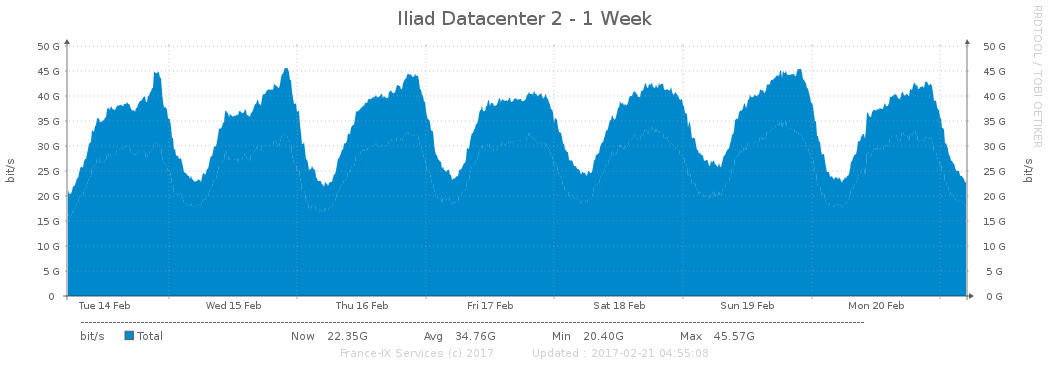 Iliad Datacenter 2 - 1 Week
RRDTOOL / TOBI OETIKER
50 G 50 G
45 G 45 G
40 G 40 G
35 G 35 G
30 G 30 G
25 G 25 G
20 G 20 G
15 G 15 G
10 G 10 G
5 G 5 G
0 0 G
bit/s bit/s
Tue 14 Feb Wed 15 Feb Thu 16 Feb Fri 17 Feb Sat 18 Feb Sun 19 Feb Mon 20 Feb
bit/s Total Now 22.35G Avg 34.76G Min 20.40G Max 45.57G
France-IX Services (c) 2017 Updated : 2017-02-21 04:55:08